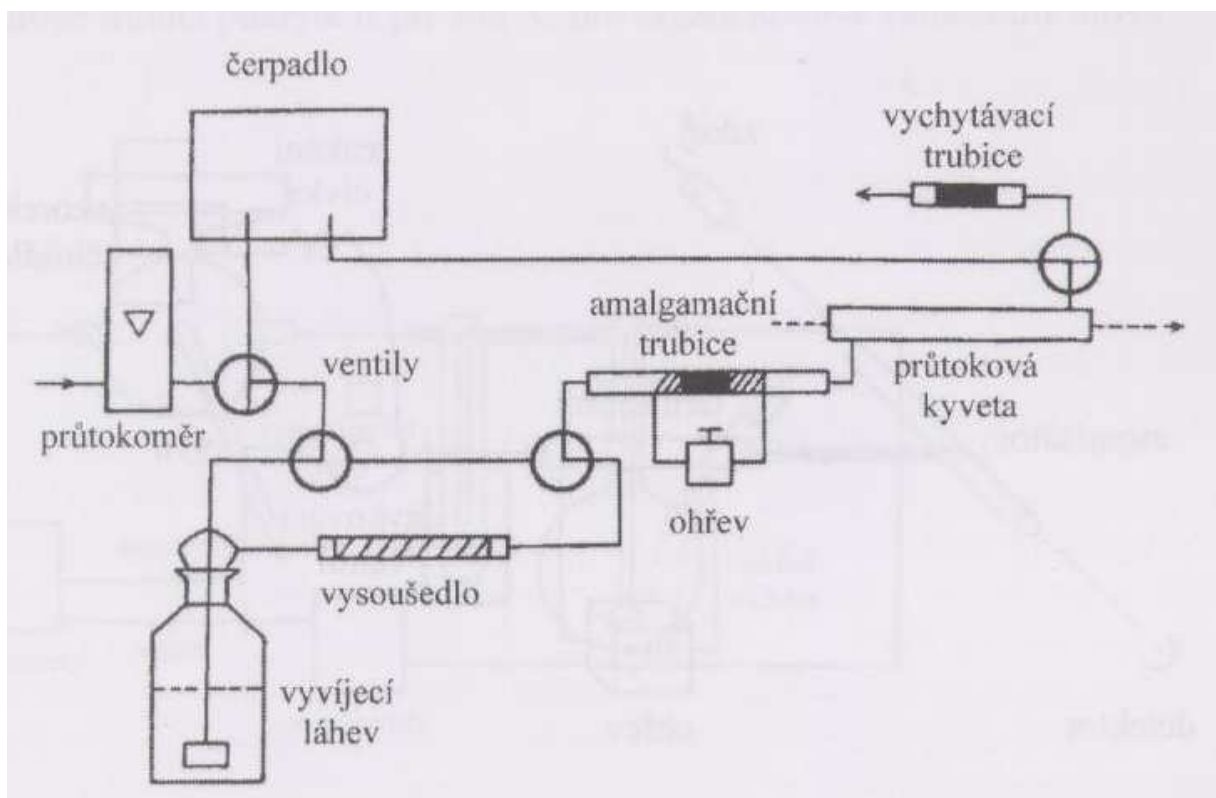 čerpadlo
vychytávací
trubice
amalgamační
trubice
ventily
průtokoměr
průtoková
kyveta
ohřev
vysoušedlo
vyvíjecí
láhev